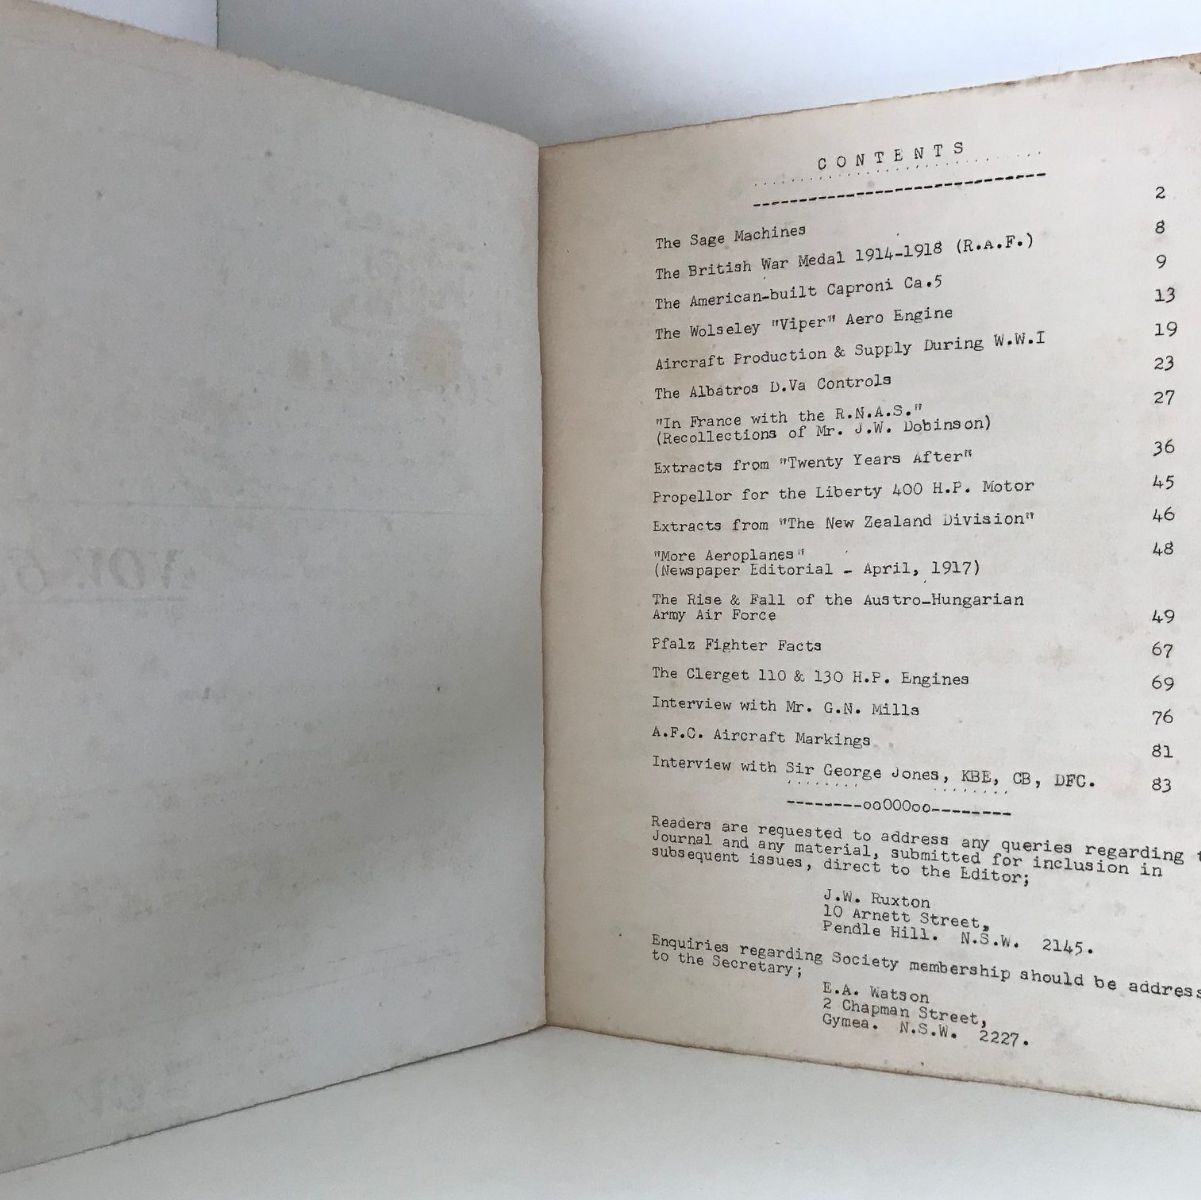 CONTENTS
The Sage Machines 2
The British War Medal 1914-1918 (R.A.F.) 8
The American-built Caproni Ca.5 9
The Wolseley "Viper" Aero Engine 13
Aircraft Production & Supply During W.W.I 19
The Albatros D.Va Controls 23
"In France with the R.N.A.S." 27
(Recollections of Mr. J.W. Dobinson)
Extracts from "Twenty Years After" 36
Propellor for the Liberty 400 H.P. Motor 45
Extracts from "The New Zealand Division" 46
"More Aeroplanes" 48
(Newspaper Editorial - April, 1917)
The Rise & Fall of the Austro-Hungarian
Army Air Force 49
Pfalz Fighter Facts 67
The Clerget 110 & 130 H.P. Engines 69
Interview with Mr. G.N. Mills 76
A.F.C. Aircraft Markings 81
Interview with Sir George Jones, KBE, CB, DFC. 83
--------ooOOOoo--------
Readers are requested to address any queries regarding
Journal and any material, submitted for inclusion in
subsequent issues, direct to the Editor;
J.W. Ruxton
10 Arnett Street,
Pendle Hill. N.S.W. 2145.
Enquiries regarding Society membership should be address
to the Secretary;
E.A. Watson
2 Chapman Street,
Gymea. N.S.W. 2227.